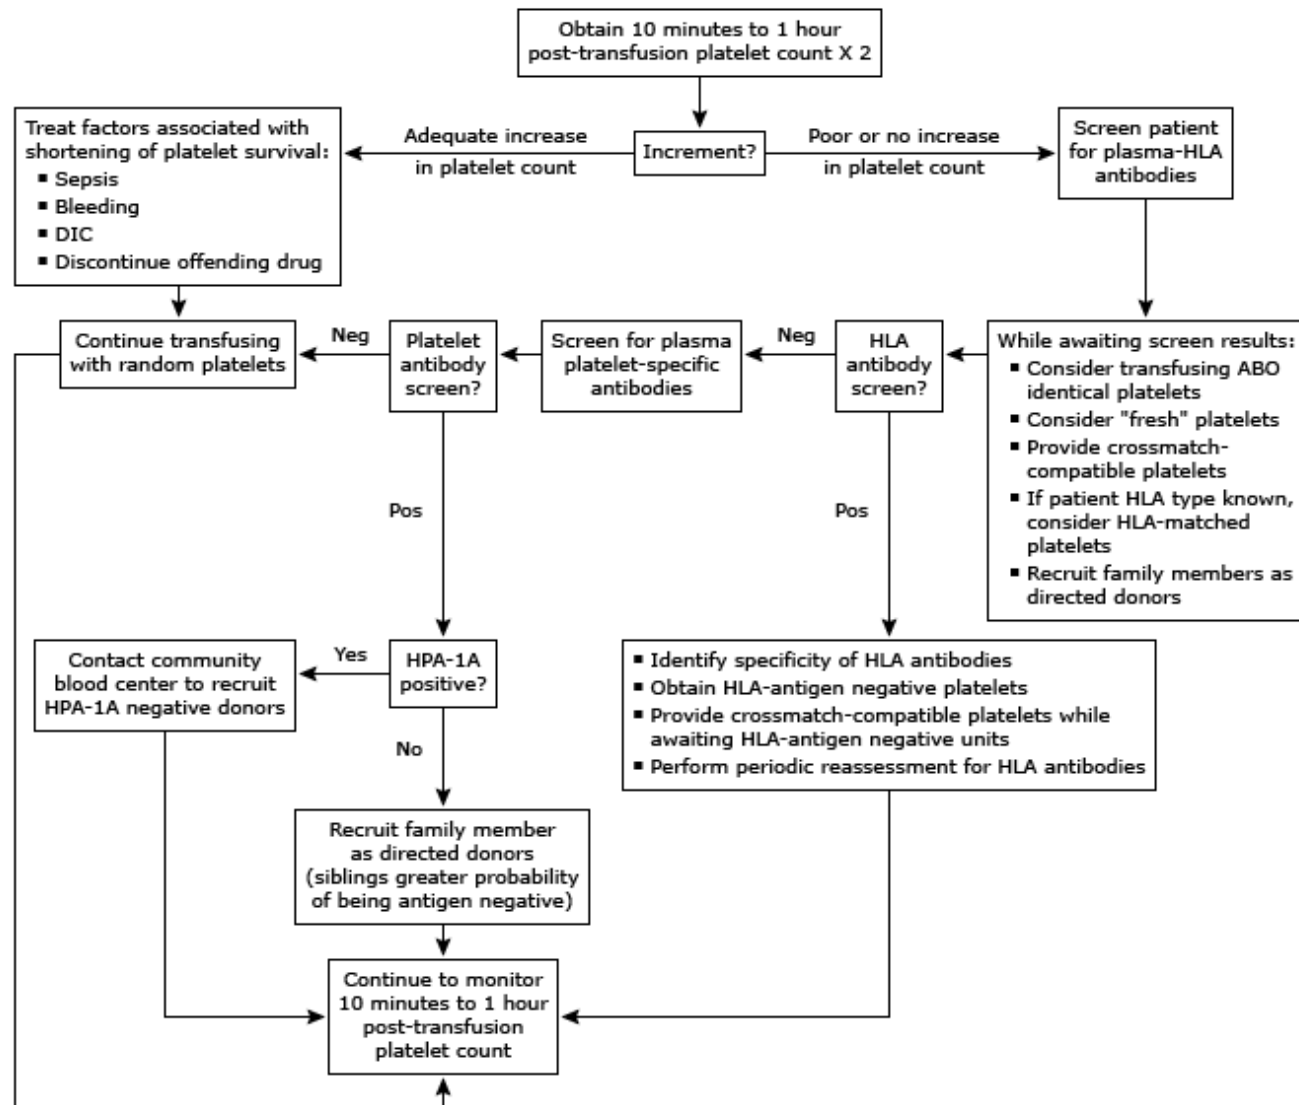 Obtain 10 minutes to 1 hour
post-transfusion platelet count X 2
Treat factors associated with
shortening of platelet survival:
▪ Sepsis
▪ Bleeding
▪ DIC
▪ Discontinue offending drug
Adequate increase
in platelet count
Increment?
Poor or no increase
in platelet count
Screen patient
for plasma-HLA
antibodies
Continue transfusing
with random platelets
Neg
Platelet
antibody
screen?
Screen for plasma
platelet-specific
antibodies
Neg
HLA
antibody
screen?
While awaiting screen results:
▪ Consider transfusing ABO
identical platelets
▪ Consider "fresh" platelets
▪ Provide crossmatch-
compatible platelets
▪ If patient HLA type known,
consider HLA-matched
platelets
▪ Recruit family members as
directed donors
Pos
Pos
Contact community
blood center to recruit
HPA-1A negative donors
Yes
HPA-1A
positive?
▪ Identify specificity of HLA antibodies
▪ Obtain HLA-antigen negative platelets
▪ Provide crossmatch-compatible platelets while
awaiting HLA-antigen negative units
▪ Perform periodic reassessment for HLA antibodies
No
Recruit family member
as directed donors
(siblings greater probability
of being antigen negative)
Continue to monitor
10 minutes to 1 hour
post-transfusion
platelet count